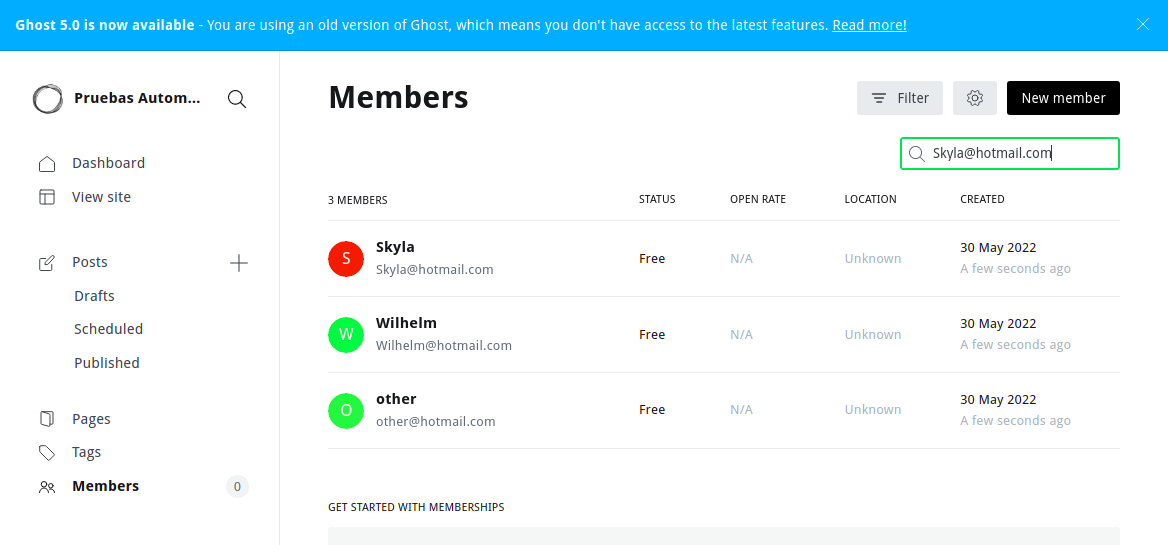 Ghost 5.0 is now available - You are using an old version of Ghost, which means you don't have access to the latest features. Read more!
Pruebas Autom...
Dashboard
View site
Posts
Drafts
Scheduled
Published
Pages
Tags
Members 0
Members
Filter
New member
Skyla@hotmail.com
3 MEMBERS STATUS OPEN RATE LOCATION CREATED
S Skyla Free N/A Unknown 30 May 2022
Skyla@hotmail.com A few seconds ago
W Wilhelm Free N/A Unknown 30 May 2022
Wilhelm@hotmail.com A few seconds ago
O other Free N/A Unknown 30 May 2022
other@hotmail.com A few seconds ago
GET STARTED WITH MEMBERSHIPS